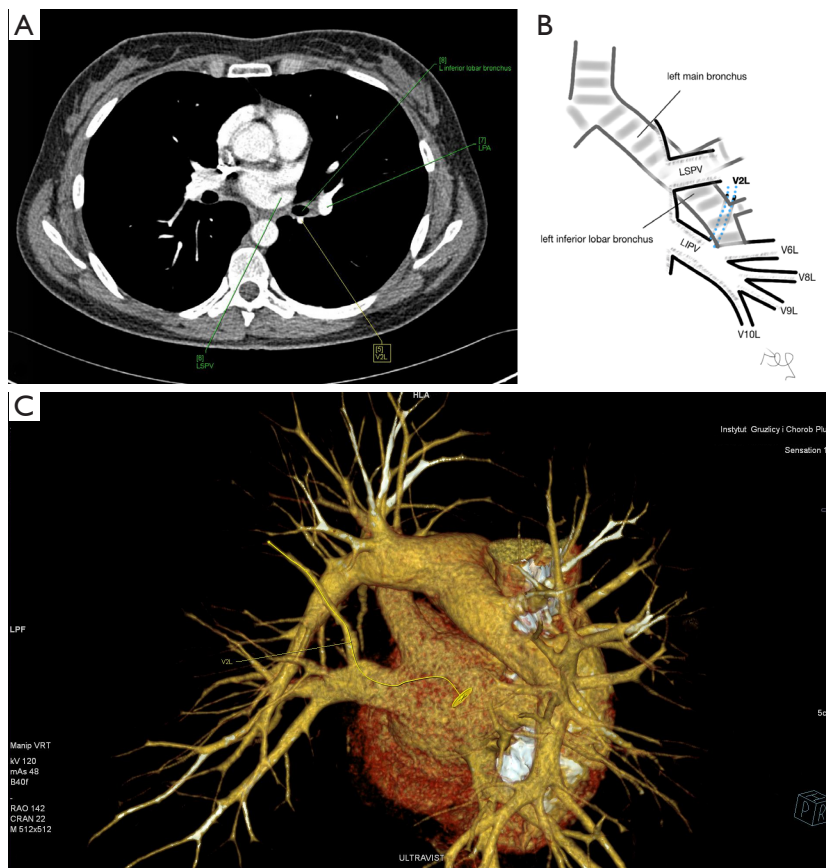 A
[8]
L inferior lobar bronchus
[7]
LPA
[6]
LSPV
[5]
V2L
B
left main bronchus
LSPV
V2L
left inferior lobar bronchus
LIPV
V6L
V8L
V9L
V10L
C
HLA
Instytut Gruzlicy i Chorob Plu
Sensation 1
LPF
V2L
5c
Manip VRT
kV 120
mAs 48
B40f
-
RAO 142
CRAN 22
M 512x512
ULTRAVIST
P